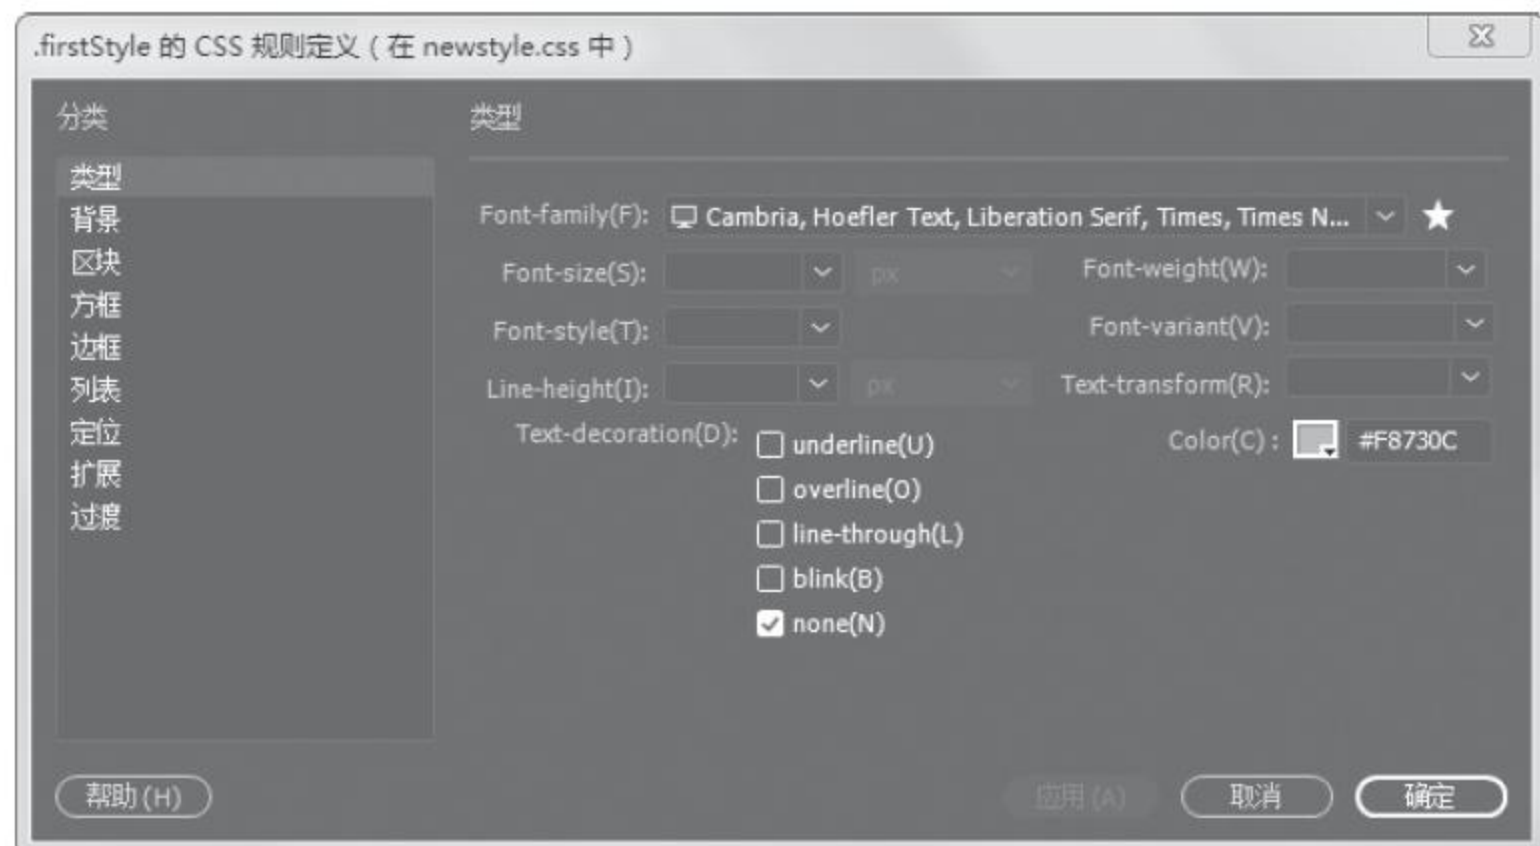 .firstStyle 的 CSS 规则定义 ( 在 newstyle.css 中 )
分类
类型
背景
区块
方框
边框
列表
定位
扩展
过渡
类型
Font-family(F): Cambria, Hoefler Text, Liberation Serif, Times, Times N...
Font-size(S): px Font-weight(W):
Font-style(T): Font-variant(V):
Line-height(I): px Text-transform(R):
Text-decoration(D): underline(U) Color(C) : #F8730C
overline(O)
line-through(L)
blink(B)
none(N)
帮助 (H) 应用 (A) 取消 确定